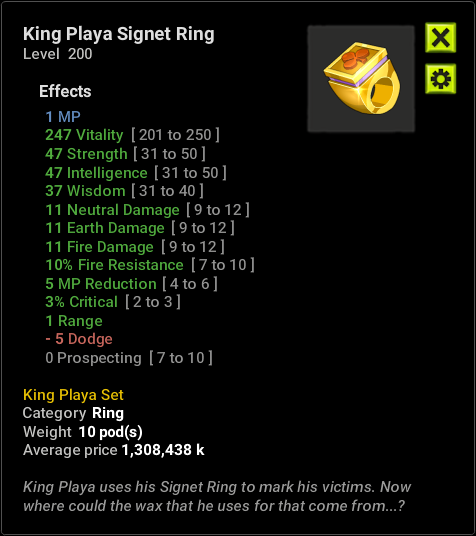 King Playa Signet Ring
Level 200
Effects
1 MP
247 Vitality [ 201 to 250 ]
47 Strength [ 31 to 50 ]
47 Intelligence [ 31 to 50 ]
37 Wisdom [ 31 to 40 ]
11 Neutral Damage [ 9 to 12 ]
11 Earth Damage [ 9 to 12 ]
11 Fire Damage [ 9 to 12 ]
10% Fire Resistance [ 7 to 10 ]
5 MP Reduction [ 4 to 6 ]
3% Critical [ 2 to 3 ]
1 Range
- 5 Dodge
0 Prospecting [ 7 to 10 ]
King Playa Set
Category Ring
Weight 10 pod(s)
Average price 1,308,438 k
King Playa uses his Signet Ring to mark his victims. Now
where could the wax that he uses for that come from...?